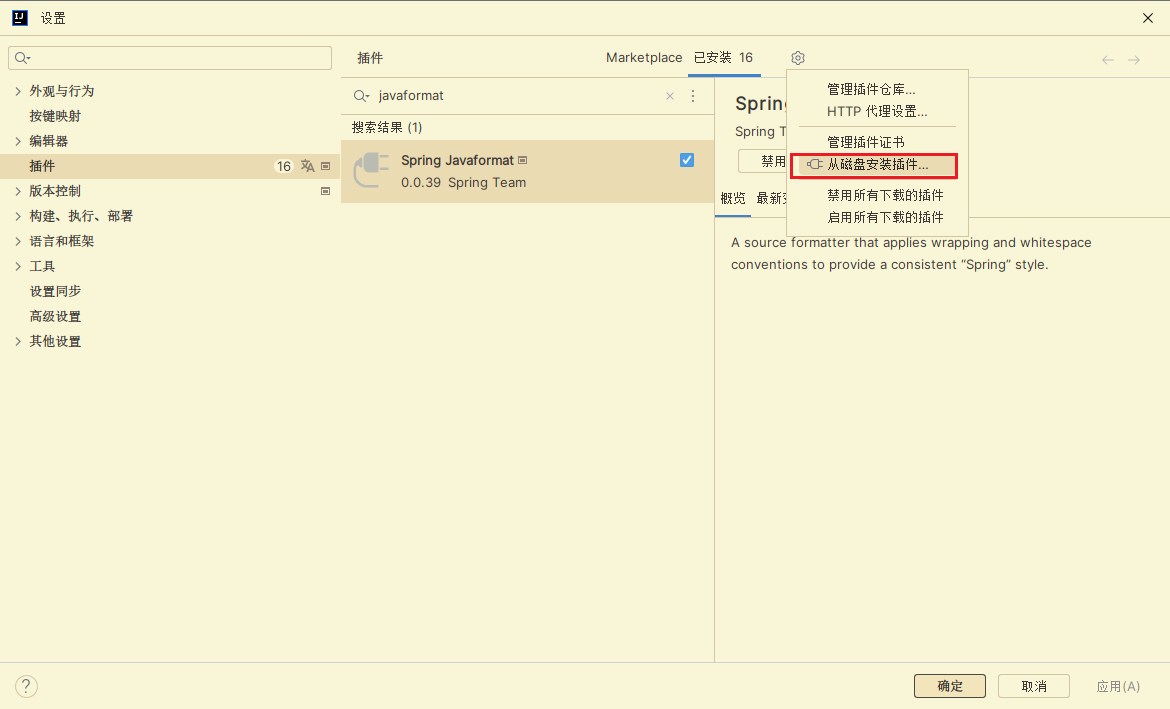 设置
外观与行为
按键映射
编辑器
插件 16
版本控制
构建、执行、部署
语言和框架
工具
设置同步
高级设置
其他设置
插件 Marketplace 已安装 16
javaformat
搜索结果 (1)
Spring Javaformat
0.0.39 Spring Team
Spring
Spring T
禁用
概览 最新
管理插件仓库...
HTTP 代理设置...
管理插件证书
从磁盘安装插件...
禁用所有下载的插件
启用所有下载的插件
A source formatter that applies wrapping and whitespace
conventions to provide a consistent “Spring” style.
?
确定 取消 应用(A)